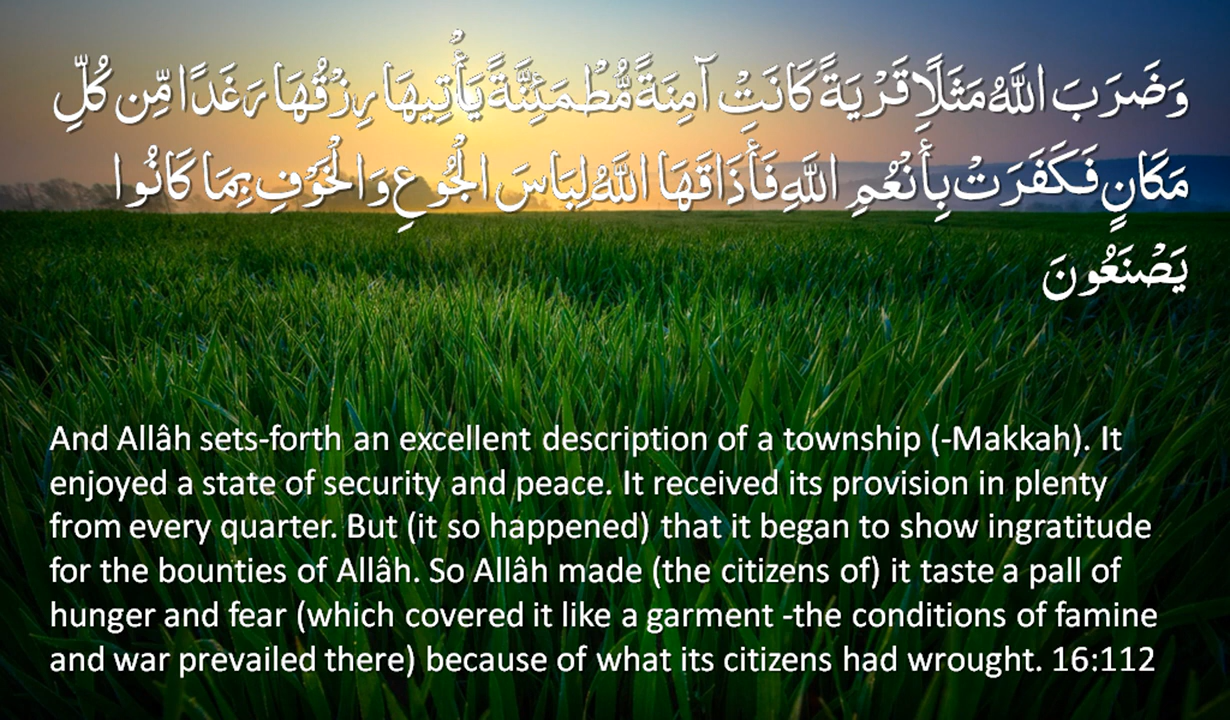 وَضَرَبَ اللَّهُ مَثَلًا قَرْيَةً كَانَتْ آمِنَةً مُّطْمَئِنَّةً يَأْتِيهَا رِزْقُهَا رَغَدًا مِّن كُلِّ
مَكَانٍ فَكَفَرَتْ بِأَنْعُمِ اللَّهِ فَأَذَاقَهَا اللَّهُ لِبَاسَ الْجُوعِ وَالْخَوْفِ بِمَا كَانُوا
يَصْنَعُونَ
And Allâh sets-forth an excellent description of a township (-Makkah). It
enjoyed a state of security and peace. It received its provision in plenty
from every quarter. But (it so happened) that it began to show ingratitude
for the bounties of Allâh. So Allâh made (the citizens of) it taste a pall of
hunger and fear (which covered it like a garment -the conditions of famine
and war prevailed there) because of what its citizens had wrought. 16:112